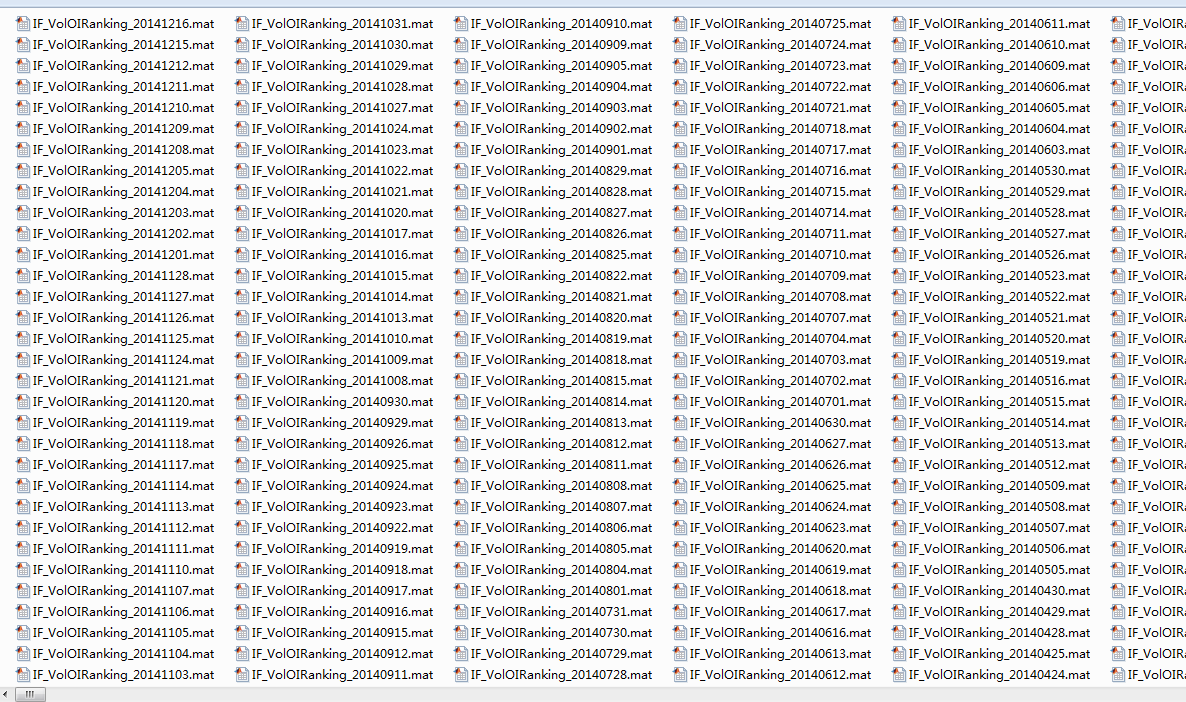 IF_VolOIRanking_20141216.mat
IF_VolOIRanking_20141215.mat
IF_VolOIRanking_20141212.mat
IF_VolOIRanking_20141211.mat
IF_VolOIRanking_20141210.mat
IF_VolOIRanking_20141209.mat
IF_VolOIRanking_20141208.mat
IF_VolOIRanking_20141205.mat
IF_VolOIRanking_20141204.mat
IF_VolOIRanking_20141203.mat
IF_VolOIRanking_20141202.mat
IF_VolOIRanking_20141201.mat
IF_VolOIRanking_20141128.mat
IF_VolOIRanking_20141127.mat
IF_VolOIRanking_20141126.mat
IF_VolOIRanking_20141125.mat
IF_VolOIRanking_20141124.mat
IF_VolOIRanking_20141121.mat
IF_VolOIRanking_20141120.mat
IF_VolOIRanking_20141119.mat
IF_VolOIRanking_20141118.mat
IF_VolOIRanking_20141117.mat
IF_VolOIRanking_20141114.mat
IF_VolOIRanking_20141113.mat
IF_VolOIRanking_20141112.mat
IF_VolOIRanking_20141111.mat
IF_VolOIRanking_20141110.mat
IF_VolOIRanking_20141107.mat
IF_VolOIRanking_20141106.mat
IF_VolOIRanking_20141105.mat
IF_VolOIRanking_20141104.mat
IF_VolOIRanking_20141103.mat
IF_VolOIRanking_20141031.mat
IF_VolOIRanking_20141030.mat
IF_VolOIRanking_20141029.mat
IF_VolOIRanking_20141028.mat
IF_VolOIRanking_20141027.mat
IF_VolOIRanking_20141024.mat
IF_VolOIRanking_20141023.mat
IF_VolOIRanking_20141022.mat
IF_VolOIRanking_20141021.mat
IF_VolOIRanking_20141020.mat
IF_VolOIRanking_20141017.mat
IF_VolOIRanking_20141016.mat
IF_VolOIRanking_20141015.mat
IF_VolOIRanking_20141014.mat
IF_VolOIRanking_20141013.mat
IF_VolOIRanking_20141010.mat
IF_VolOIRanking_20141009.mat
IF_VolOIRanking_20141008.mat
IF_VolOIRanking_20140930.mat
IF_VolOIRanking_20140929.mat
IF_VolOIRanking_20140926.mat
IF_VolOIRanking_20140925.mat
IF_VolOIRanking_20140924.mat
IF_VolOIRanking_20140923.mat
IF_VolOIRanking_20140922.mat
IF_VolOIRanking_20140919.mat
IF_VolOIRanking_20140918.mat
IF_VolOIRanking_20140917.mat
IF_VolOIRanking_20140916.mat
IF_VolOIRanking_20140915.mat
IF_VolOIRanking_20140912.mat
IF_VolOIRanking_20140911.mat
IF_VolOIRanking_20140910.mat
IF_VolOIRanking_20140909.mat
IF_VolOIRanking_20140905.mat
IF_VolOIRanking_20140904.mat
IF_VolOIRanking_20140903.mat
IF_VolOIRanking_20140902.mat
IF_VolOIRanking_20140901.mat
IF_VolOIRanking_20140829.mat
IF_VolOIRanking_20140828.mat
IF_VolOIRanking_20140827.mat
IF_VolOIRanking_20140826.mat
IF_VolOIRanking_20140825.mat
IF_VolOIRanking_20140822.mat
IF_VolOIRanking_20140821.mat
IF_VolOIRanking_20140820.mat
IF_VolOIRanking_20140819.mat
IF_VolOIRanking_20140818.mat
IF_VolOIRanking_20140815.mat
IF_VolOIRanking_20140814.mat
IF_VolOIRanking_20140813.mat
IF_VolOIRanking_20140812.mat
IF_VolOIRanking_20140811.mat
IF_VolOIRanking_20140808.mat
IF_VolOIRanking_20140807.mat
IF_VolOIRanking_20140806.mat
IF_VolOIRanking_20140805.mat
IF_VolOIRanking_20140804.mat
IF_VolOIRanking_20140801.mat
IF_VolOIRanking_20140731.mat
IF_VolOIRanking_20140730.mat
IF_VolOIRanking_20140729.mat
IF_VolOIRanking_20140728.mat
IF_VolOIRanking_20140725.mat
IF_VolOIRanking_20140724.mat
IF_VolOIRanking_20140723.mat
IF_VolOIRanking_20140722.mat
IF_VolOIRanking_20140721.mat
IF_VolOIRanking_20140718.mat
IF_VolOIRanking_20140717.mat
IF_VolOIRanking_20140716.mat
IF_VolOIRanking_20140715.mat
IF_VolOIRanking_20140714.mat
IF_VolOIRanking_20140711.mat
IF_VolOIRanking_20140710.mat
IF_VolOIRanking_20140709.mat
IF_VolOIRanking_20140708.mat
IF_VolOIRanking_20140707.mat
IF_VolOIRanking_20140704.mat
IF_VolOIRanking_20140703.mat
IF_VolOIRanking_20140702.mat
IF_VolOIRanking_20140701.mat
IF_VolOIRanking_20140630.mat
IF_VolOIRanking_20140627.mat
IF_VolOIRanking_20140626.mat
IF_VolOIRanking_20140625.mat
IF_VolOIRanking_20140624.mat
IF_VolOIRanking_20140623.mat
IF_VolOIRanking_20140620.mat
IF_VolOIRanking_20140619.mat
IF_VolOIRanking_20140618.mat
IF_VolOIRanking_20140617.mat
IF_VolOIRanking_20140616.mat
IF_VolOIRanking_20140613.mat
IF_VolOIRanking_20140612.mat
IF_VolOIRanking_20140611.mat
IF_VolOIRanking_20140610.mat
IF_VolOIRanking_20140609.mat
IF_VolOIRanking_20140606.mat
IF_VolOIRanking_20140605.mat
IF_VolOIRanking_20140604.mat
IF_VolOIRanking_20140603.mat
IF_VolOIRanking_20140530.mat
IF_VolOIRanking_20140529.mat
IF_VolOIRanking_20140528.mat
IF_VolOIRanking_20140527.mat
IF_VolOIRanking_20140526.mat
IF_VolOIRanking_20140523.mat
IF_VolOIRanking_20140522.mat
IF_VolOIRanking_20140521.mat
IF_VolOIRanking_20140520.mat
IF_VolOIRanking_20140519.mat
IF_VolOIRanking_20140516.mat
IF_VolOIRanking_20140515.mat
IF_VolOIRanking_20140514.mat
IF_VolOIRanking_20140513.mat
IF_VolOIRanking_20140512.mat
IF_VolOIRanking_20140509.mat
IF_VolOIRanking_20140508.mat
IF_VolOIRanking_20140507.mat
IF_VolOIRanking_20140506.mat
IF_VolOIRanking_20140505.mat
IF_VolOIRanking_20140430.mat
IF_VolOIRanking_20140429.mat
IF_VolOIRanking_20140428.mat
IF_VolOIRanking_20140425.mat
IF_VolOIRanking_20140424.mat